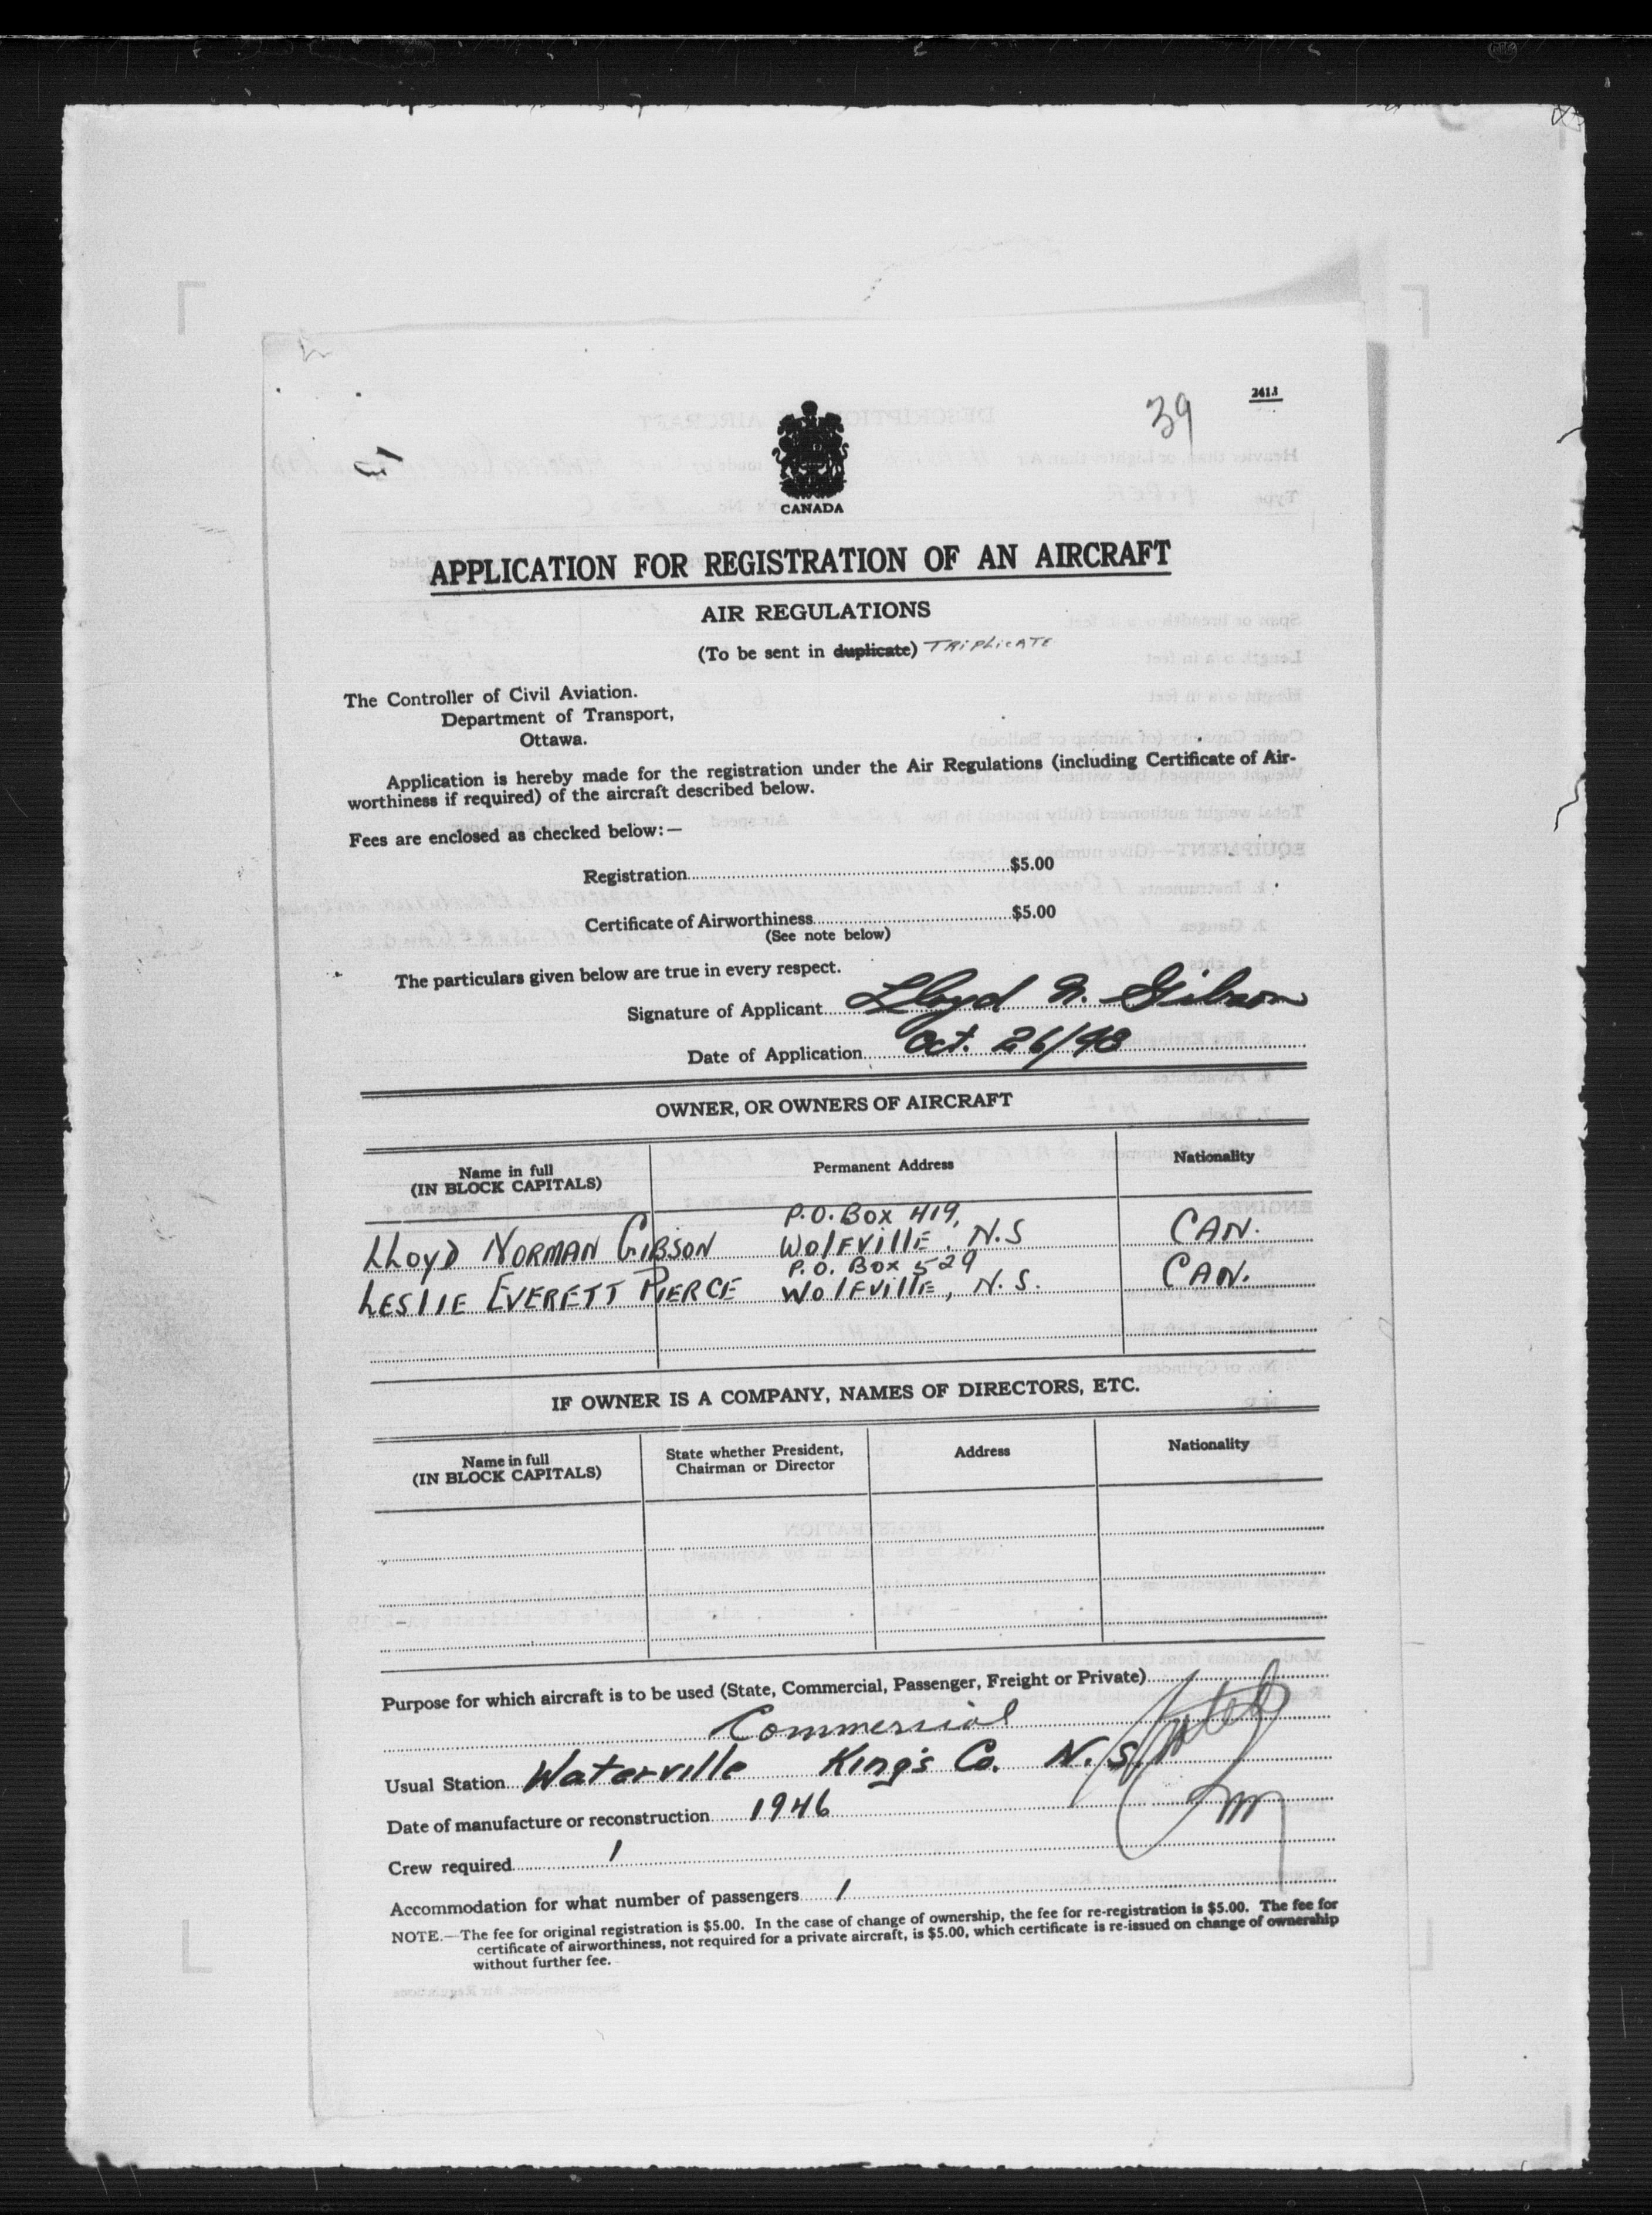 39
CANADA
APPLICATION FOR REGISTRATION OF AN AIRCRAFT
AIR REGULATIONS
(To be sent in duplicate) TRIPLICATE
The Controller of Civil Aviation.
Department of Transport,
Ottawa.
Application is hereby made for the registration under the Air Regulations (including Certificate of Air-
worthiness if required) of the aircraft described below.
Fees are enclosed as checked below:—
Registration $5.00
Certificate of Airworthiness $5.00
(See note below)
The particulars given below are true in every respect.
Signature of Applicant Lloyd N. Gibson
Date of Application Oct. 26/48
OWNER, OR OWNERS OF AIRCRAFT
Name in full Permanent Address Nationality
(IN BLOCK CAPITALS)
P.O. BOX 419,
LLOYD NORMAN GIBSON WOLFVILLE, N.S CAN.
P.O. BOX 529
LESLIE EVERETT PIERCE WOLFVILLE, N.S. CAN.
IF OWNER IS A COMPANY, NAMES OF DIRECTORS, ETC.
Name in full State whether President, Address Nationality
(IN BLOCK CAPITALS) Chairman or Director
Purpose for which aircraft is to be used (State, Commercial, Passenger, Freight or Private)
Commercial
Usual Station Waterville King's Co. N.S.
Date of manufacture or reconstruction 1946
Crew required 1
Accommodation for what number of passengers 1
NOTE.—The fee for original registration is $5.00. In the case of change of ownership, the fee for re-registration is $5.00. The fee for
certificate of airworthiness, not required for a private aircraft, is $5.00, which certificate is re-issued on change of ownership
without further fee.